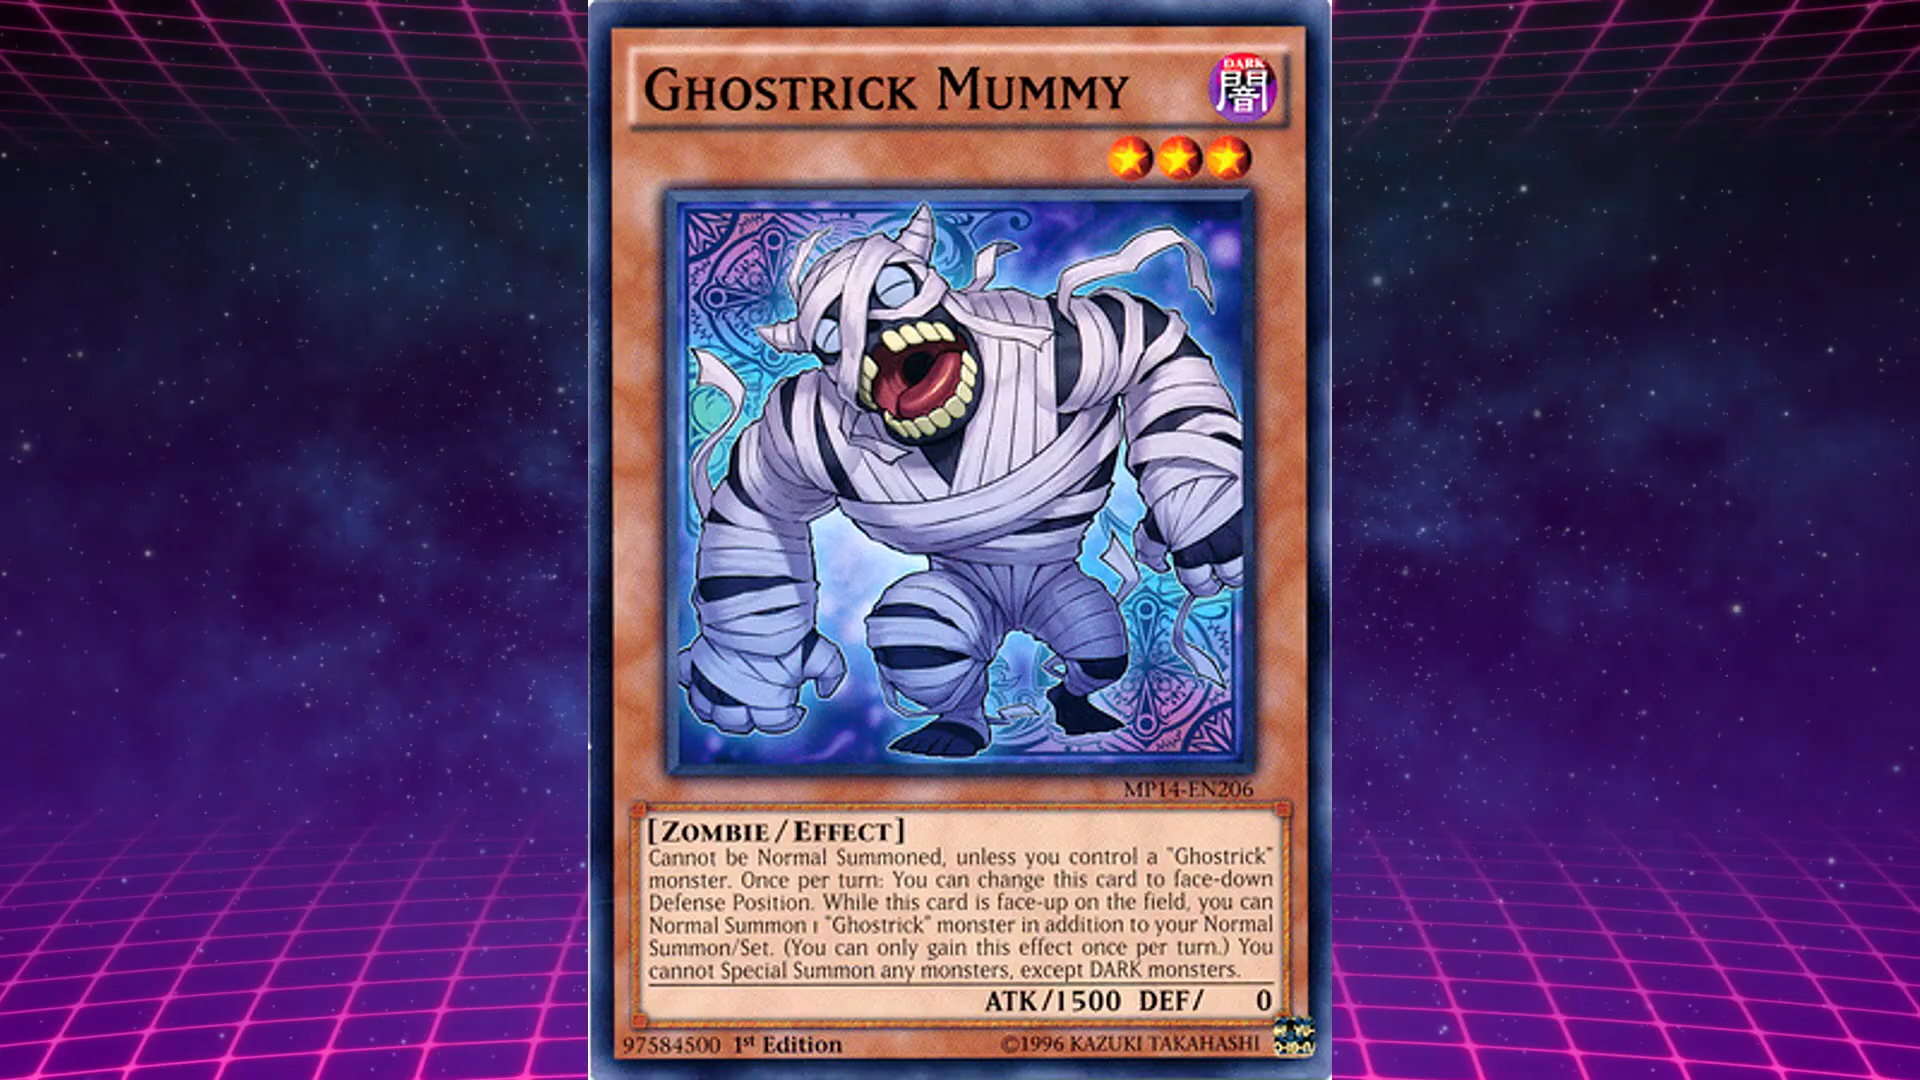 GHOSTRICK MUMMY
DARK
闇
MP14-EN206
[ZOMBIE/EFFECT]
Cannot be Normal Summoned, unless you control a "Ghostrick"
monster. Once per turn: You can change this card to face-down
Defense Position. While this card is face-up on the field, you can
Normal Summon 1 "Ghostrick" monster in addition to your Normal
Summon/Set. (You can only gain this effect once per turn.) You
cannot Special Summon any monsters, except DARK monsters.
ATK/1500 DEF/ 0
97584500 1st Edition ©1996 KAZUKI TAKAHASHI